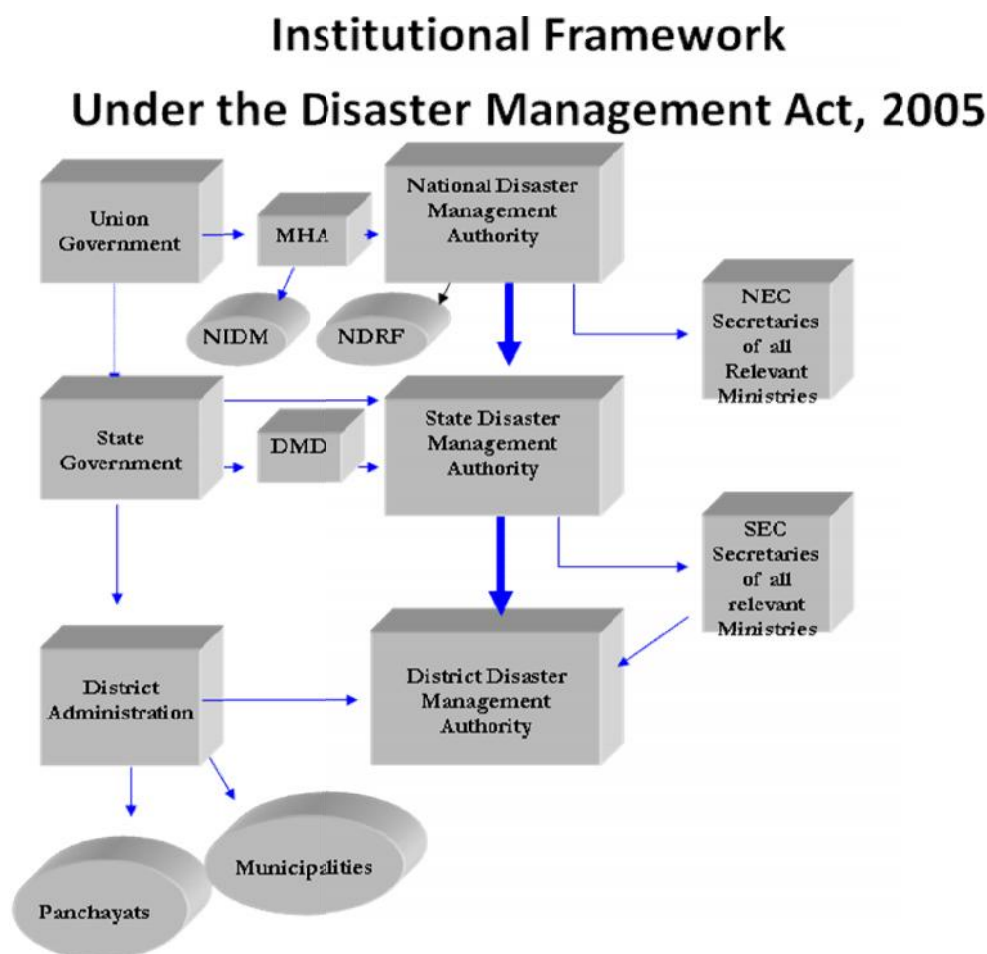 Institutional Framework
Under the Disaster Management Act, 2005
Union
Government
MHA
National Disaster
Management
Authority
NIDM
NDRF
NEC
Secretaries
of all
Relevant
Ministries
State
Government
DMD
State Disaster
Management
Authority
SEC
Secretaries
of all
relevant
Ministries
District
Administration
District Disaster
Management
Authority
Municipalities
Panchayats